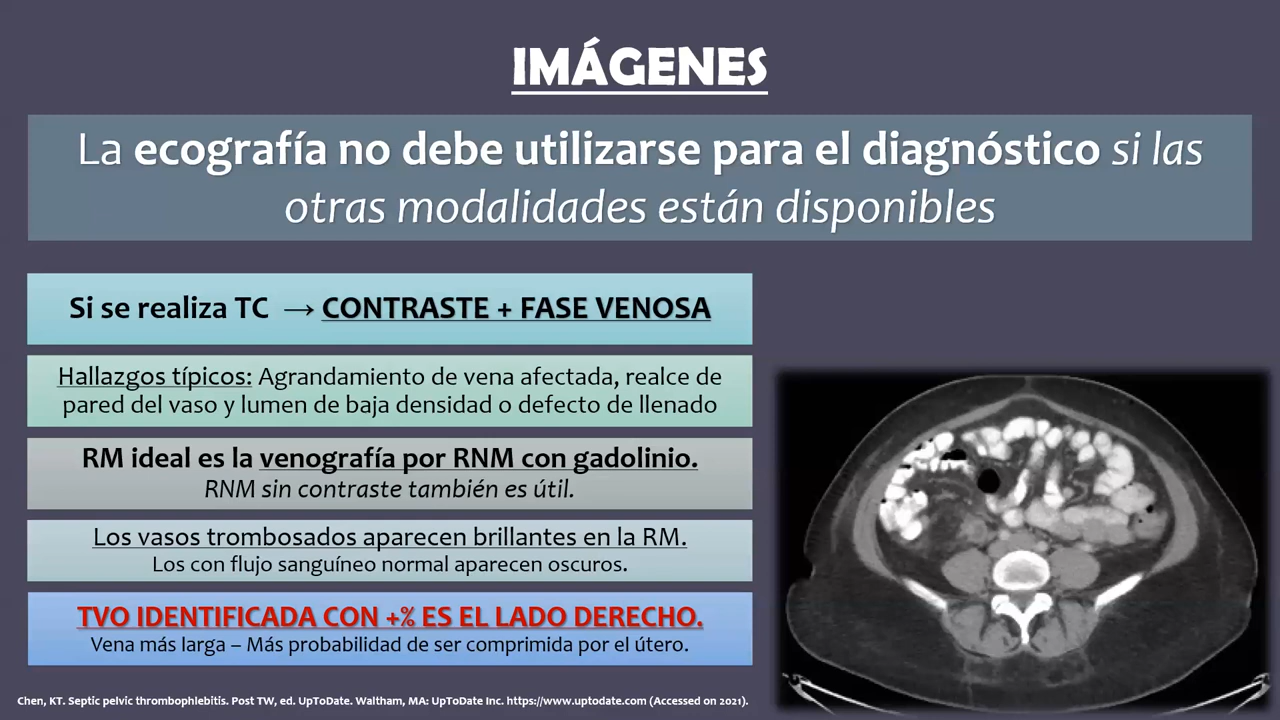 IMÁGENES
La ecografía no debe utilizarse para el diagnóstico si las
otras modalidades están disponibles
Si se realiza TC → CONTRASTE + FASE VENOSA
Hallazgos típicos: Agrandamiento de vena afectada, realce de
pared del vaso y lumen de baja densidad o defecto de llenado
RM ideal es la venografía por RNM con gadolinio.
RNM sin contraste también es útil.
Los vasos trombosados aparecen brillantes en la RM.
Los con flujo sanguíneo normal aparecen oscuros.
TVO IDENTIFICADA CON +% ES EL LADO DERECHO.
Vena más larga – Más probabilidad de ser comprimida por el útero.
Chen, KT. Septic pelvic thrombophlebitis. Post TW, ed. UpToDate. Waltham, MA: UpToDate Inc. https://www.uptodate.com (Accessed on 2021).